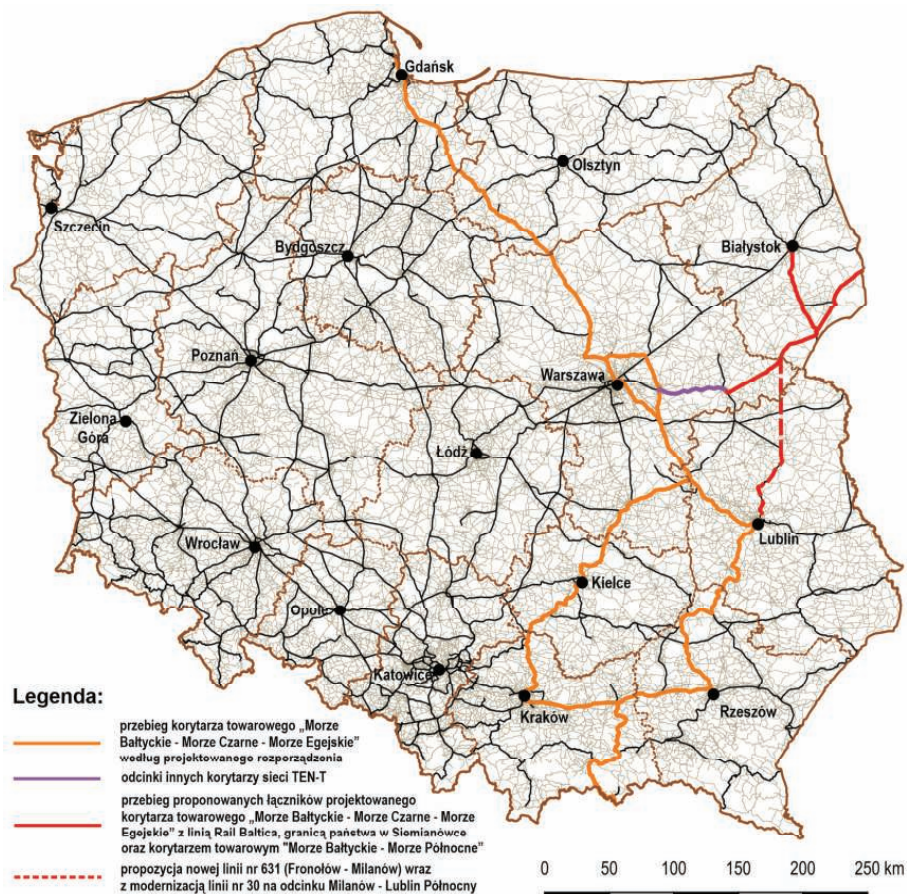 Gdańsk
Olsztyn
Szczecin
Bydgoszcz
Białystok
Poznań
Warszawa
Zielona
Góra
Łódź
Lublin
Wrocław
Kielce
Opole
Katowice
Kraków
Rzeszów
Legenda:
przebieg korytarza towarowego „Morze
Bałtyckie - Morze Czarne - Morze Egejskie”
według projektowanego rozporządzenia
odcinki innych korytarzy sieci TEN-T
przebieg proponowanych łączników projektowanego
korytarza towarowego „Morze Bałtyckie - Morze Czarne - Morze
Egejskie” z linią Rail Baltica, granicą państwa w Siemianówce
oraz korytarzem towarowym "Morze Bałtyckie - Morze Północne”
propozycja nowej linii nr 631 (Fronołów - Milanów) wraz
z modernizacją linii nr 30 na odcinku Milanów - Lublin Północny
0 50 100 150 200 250 km